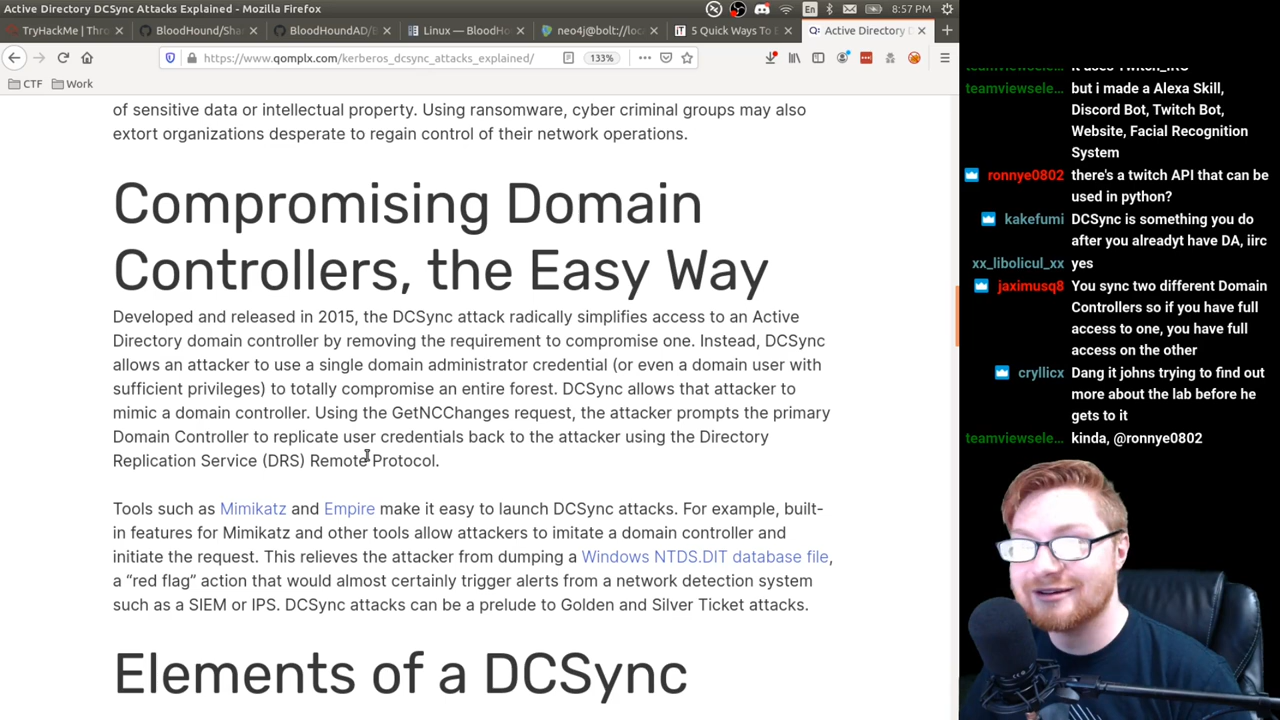 Active Directory DCSync Attacks Explained - Mozilla Firefox
En
8:57 PM
TryHackMe | Thro
BloodHound/Sha
BloodHoundAD/B
Linux — BloodHo
neo4j@bolt://loca
5 Quick Ways To E
Active Directory D
https://www.qomplx.com/kerberos_dcsync_attacks_explained/
133%
CTF
Work
of sensitive data or intellectual property. Using ransomware, cyber criminal groups may also
extort organizations desperate to regain control of their network operations.
Compromising Domain
Controllers, the Easy Way
Developed and released in 2015, the DCSync attack radically simplifies access to an Active
Directory domain controller by removing the requirement to compromise one. Instead, DCSync
allows an attacker to use a single domain administrator credential (or even a domain user with
sufficient privileges) to totally compromise an entire forest. DCSync allows that attacker to
mimic a domain controller. Using the GetNCChanges request, the attacker prompts the primary
Domain Controller to replicate user credentials back to the attacker using the Directory
Replication Service (DRS) Remote Protocol.
Tools such as Mimikatz and Empire make it easy to launch DCSync attacks. For example, built-
in features for Mimikatz and other tools allow attackers to imitate a domain controller and
initiate the request. This relieves the attacker from dumping a Windows NTDS.DIT database file,
a “red flag” action that would almost certainly trigger alerts from a network detection system
such as a SIEM or IPS. DCSync attacks can be a prelude to Golden and Silver Ticket attacks.
Elements of a DCSync
teamviewsele… it uses Twitch_IRC
teamviewsele… but i made a Alexa Skill,
Discord Bot, Twitch Bot,
Website, Facial Recognition
System
ronnye0802 there's a twitch API that can be
used in python?
kakefumi DCSync is something you do
after you alreadyt have DA, iirc
xx_libolicul_xx yes
jaximusq8 You sync two different Domain
Controllers so if you have full
access to one, you have full
access on the other
cryllicx Dang it johns trying to find out
more about the lab before he
gets to it
teamviewsele… kinda, @ronnye0802